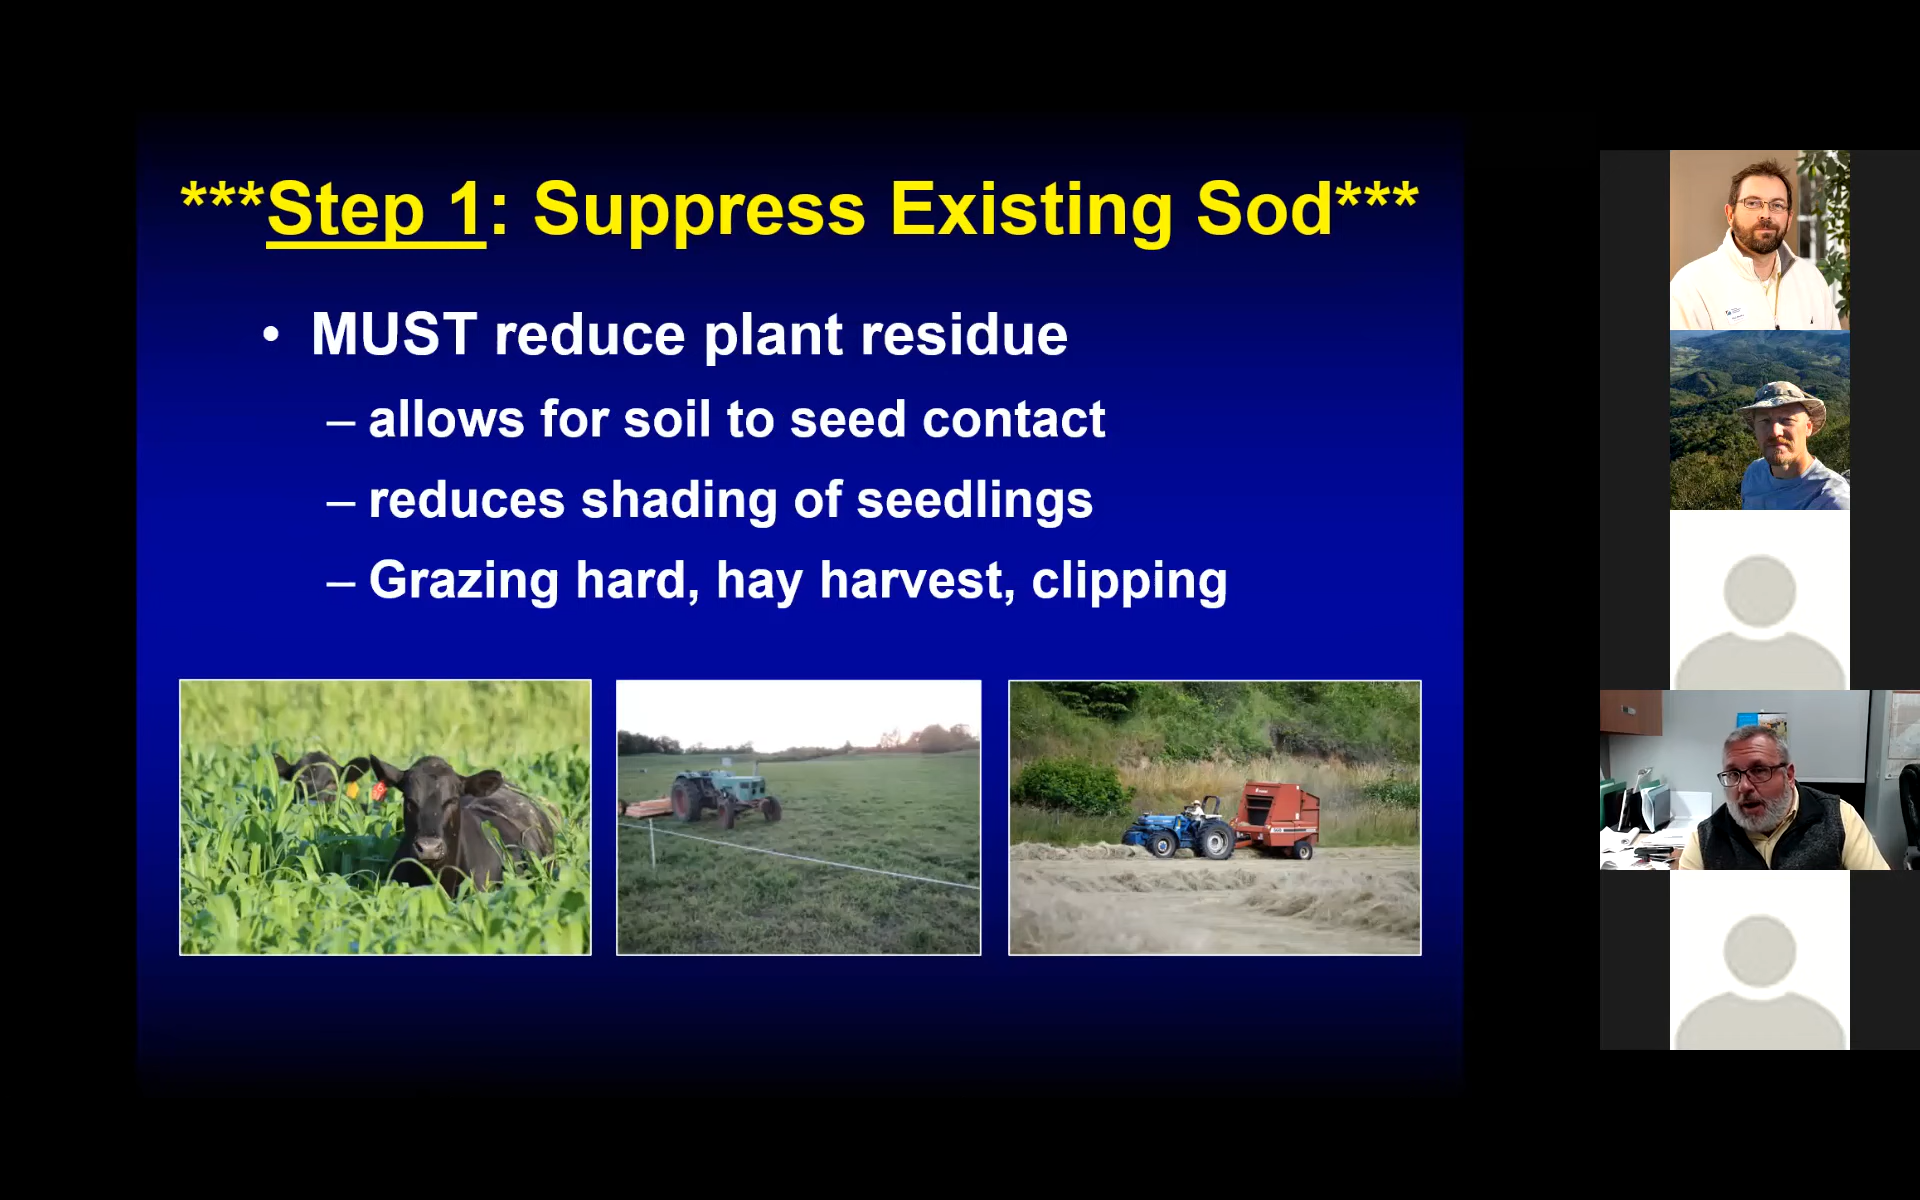 ***Step 1: Suppress Existing Sod***
• MUST reduce plant residue
– allows for soil to seed contact
– reduces shading of seedlings
– Grazing hard, hay harvest, clipping